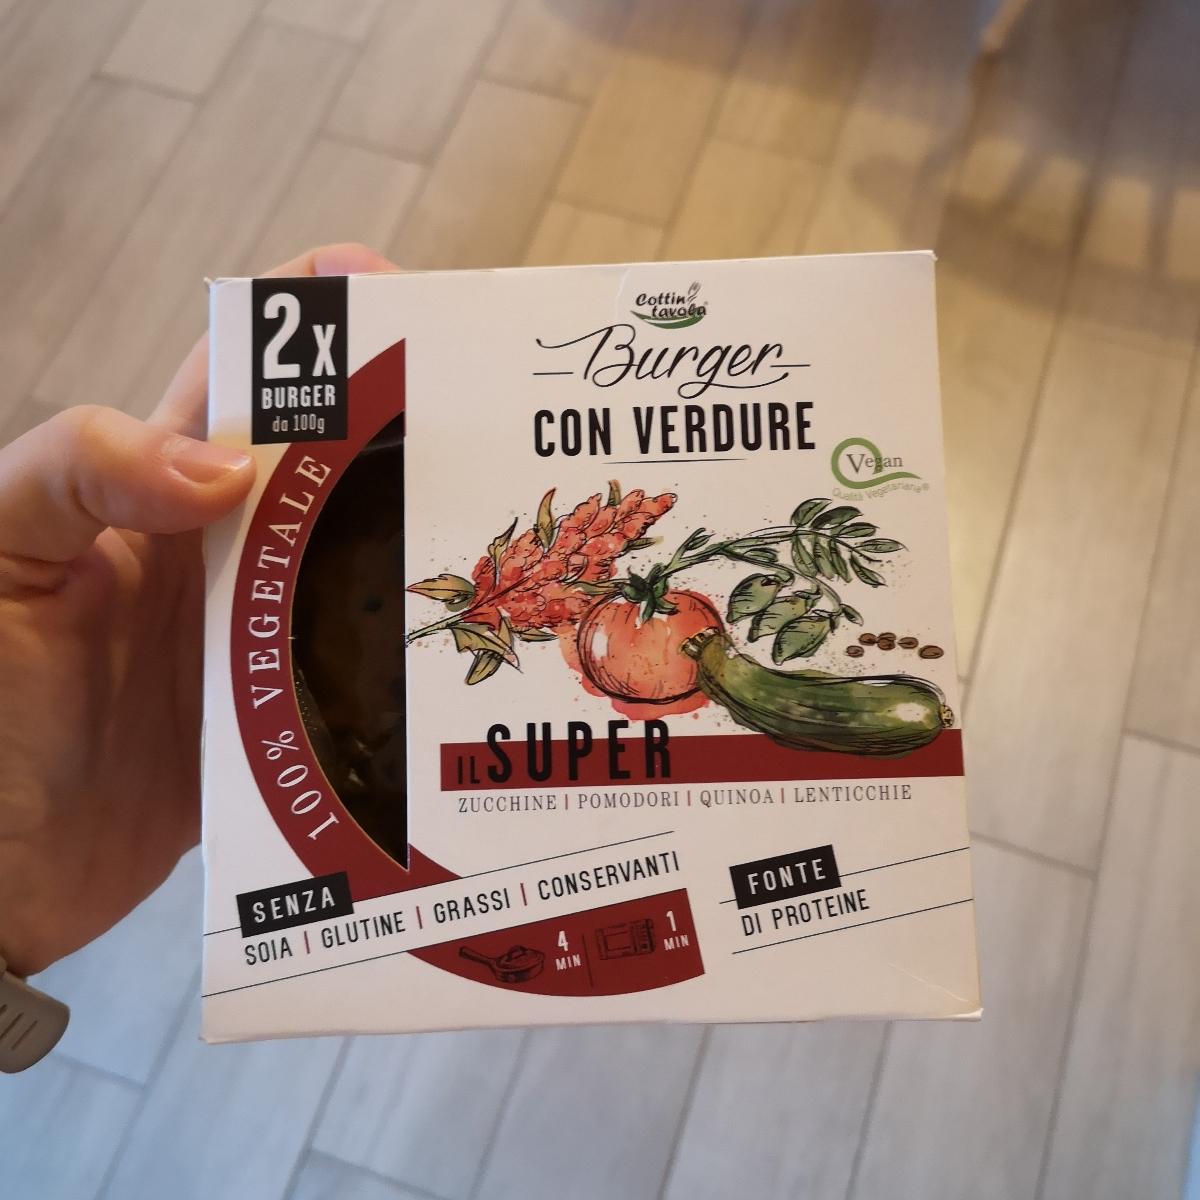 2x
BURGER
da 100g
Cottin
tavola®
Burger
CON VERDURE
Vegan
Qualità Vegetariana®
100% VEGETALE
IL SUPER
ZUCCHINE | POMODORI | QUINOA | LENTICCHIE
SENZA
SOIA | GLUTINE | GRASSI | CONSERVANTI
FONTE
DI PROTEINE
4
MIN
1
MIN